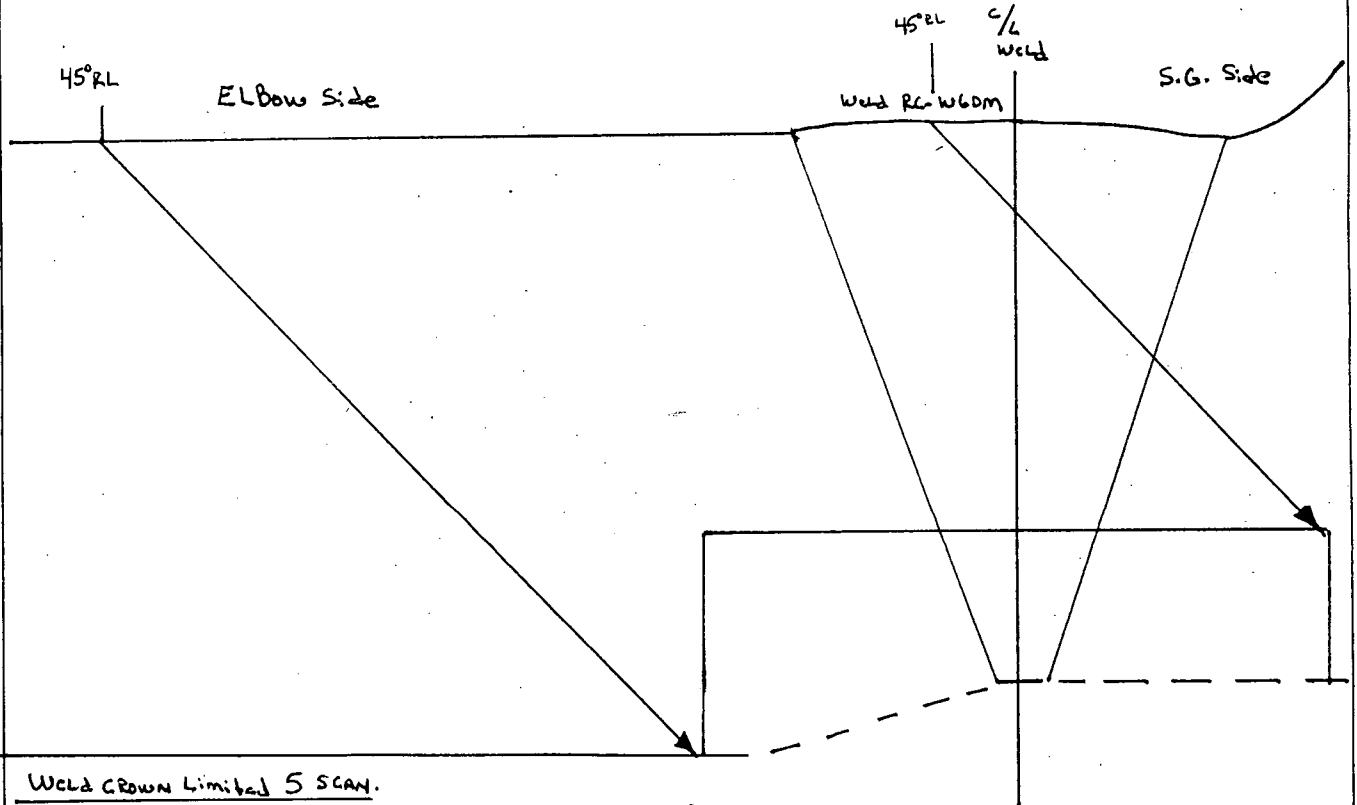 45°RL
ELBow Side
45°RL
C/L
Weld
Weld RC-W6DM
S.G. Side
Weld CROWN Limited 5 SCAN.